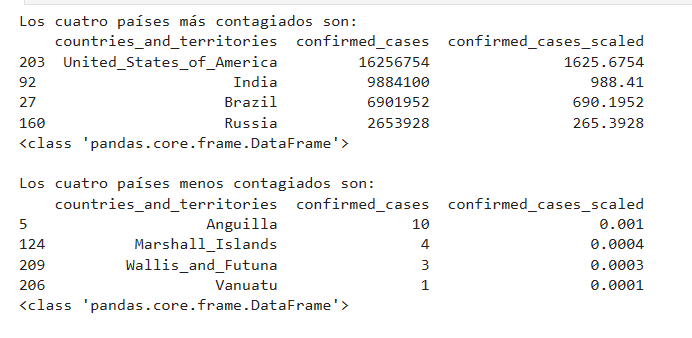 Los cuatro países más contagiados son:
countries_and_territories confirmed_cases confirmed_cases_scaled
203 United_States_of_America 16256754 1625.6754
92 India 9884100 988.41
27 Brazil 6901952 690.1952
160 Russia 2653928 265.3928
<class 'pandas.core.frame.DataFrame'>
Los cuatro países menos contagiados son:
countries_and_territories confirmed_cases confirmed_cases_scaled
5 Anguilla 10 0.001
124 Marshall_Islands 4 0.0004
209 Wallis_and_Futuna 3 0.0003
206 Vanuatu 1 0.0001
<class 'pandas.core.frame.DataFrame'>